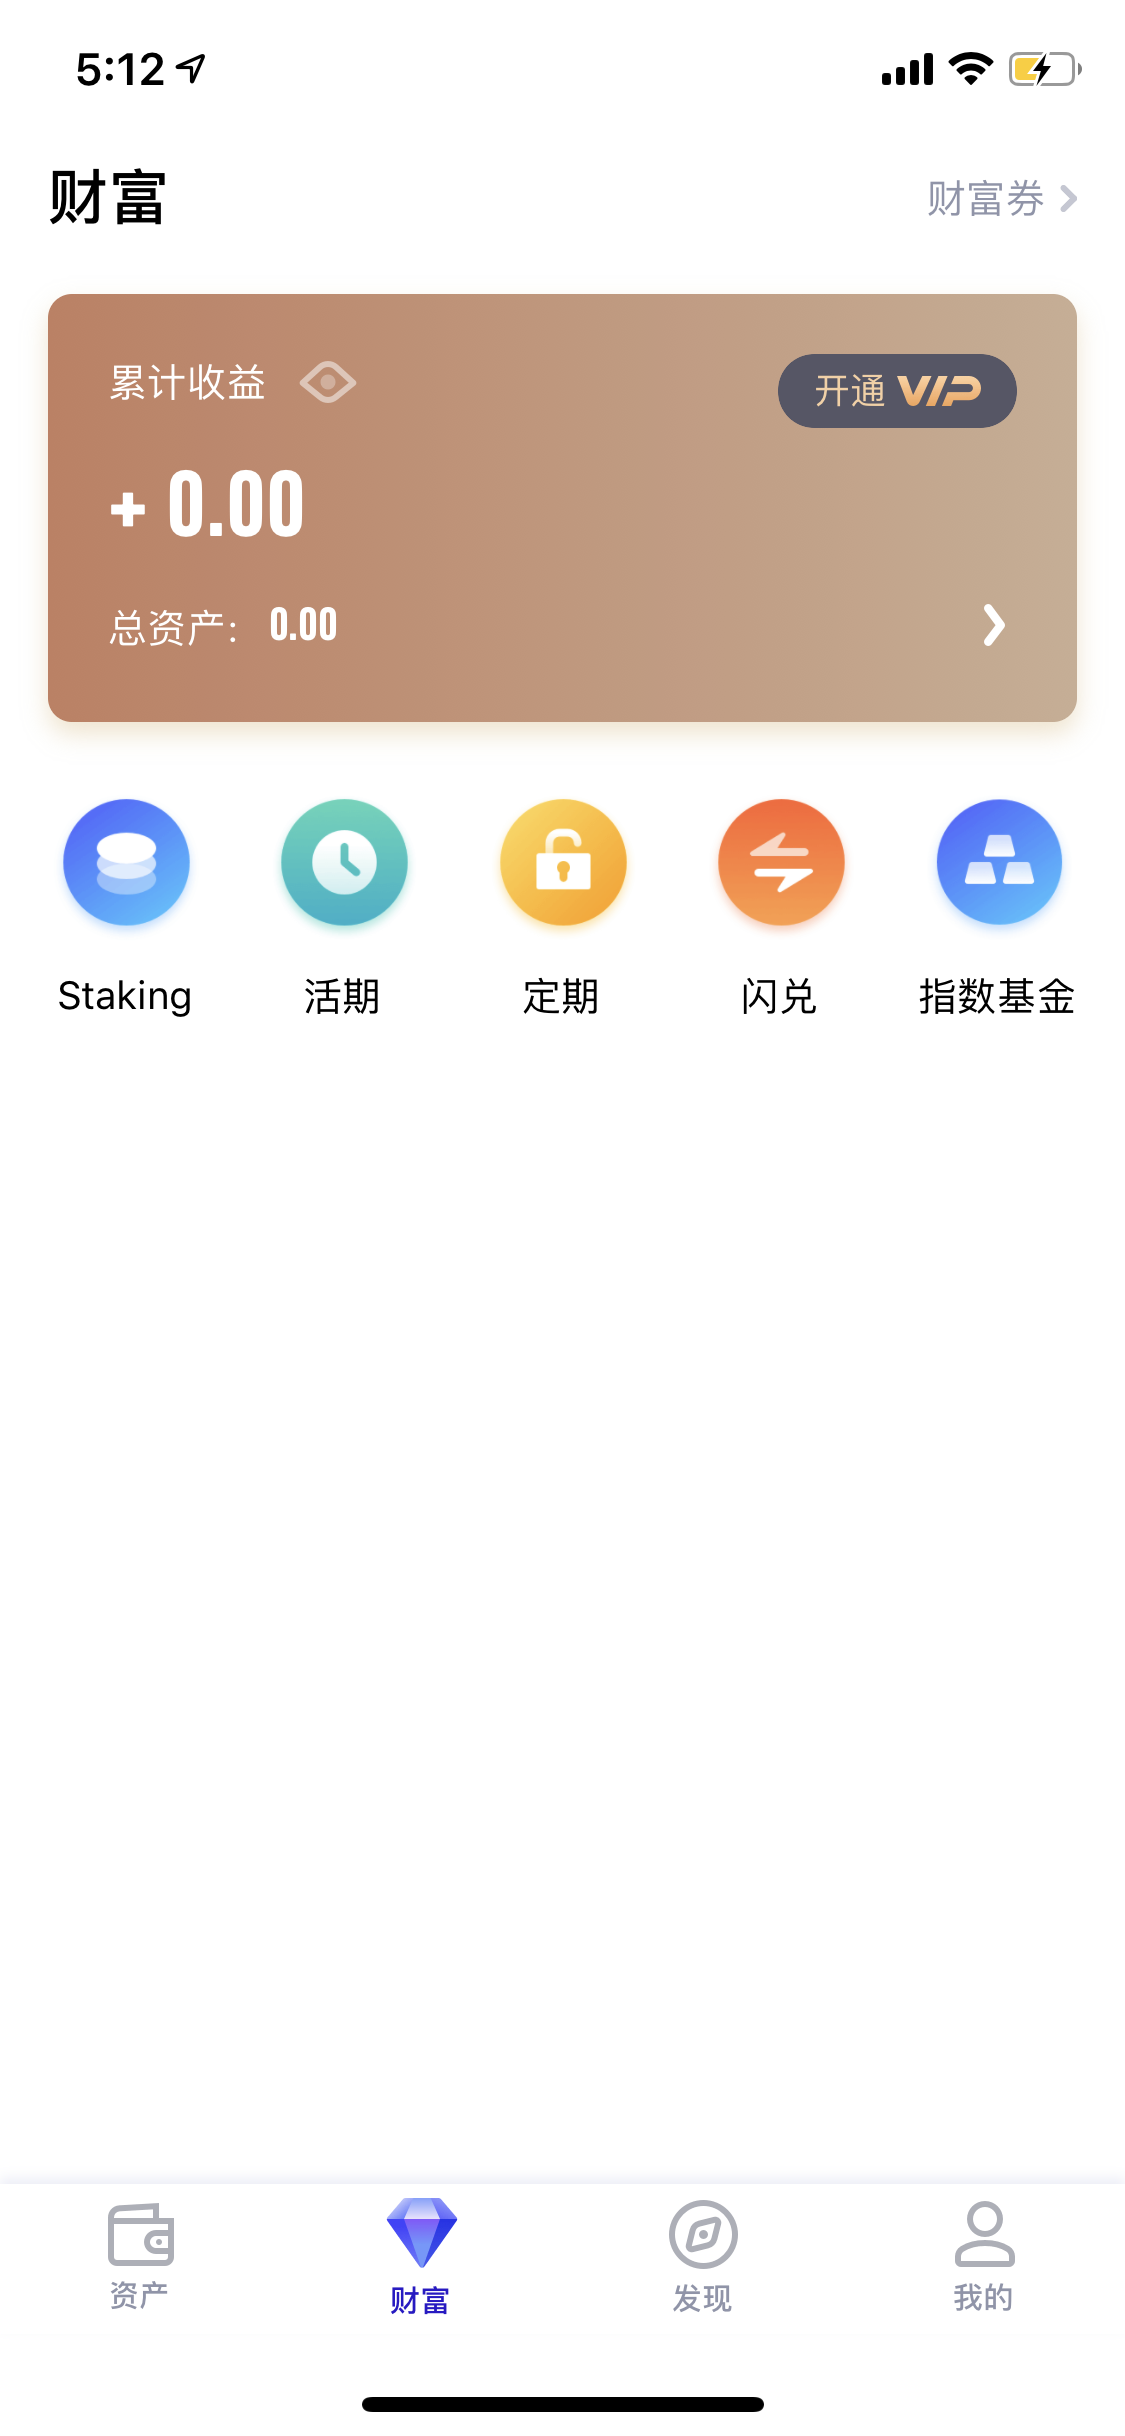 5:12
财富
财富券
累计收益
开通 VIP
+ 0.00
总资产: 0.00
Staking
活期
定期
闪兑
指数基金
资产
财富
发现
我的